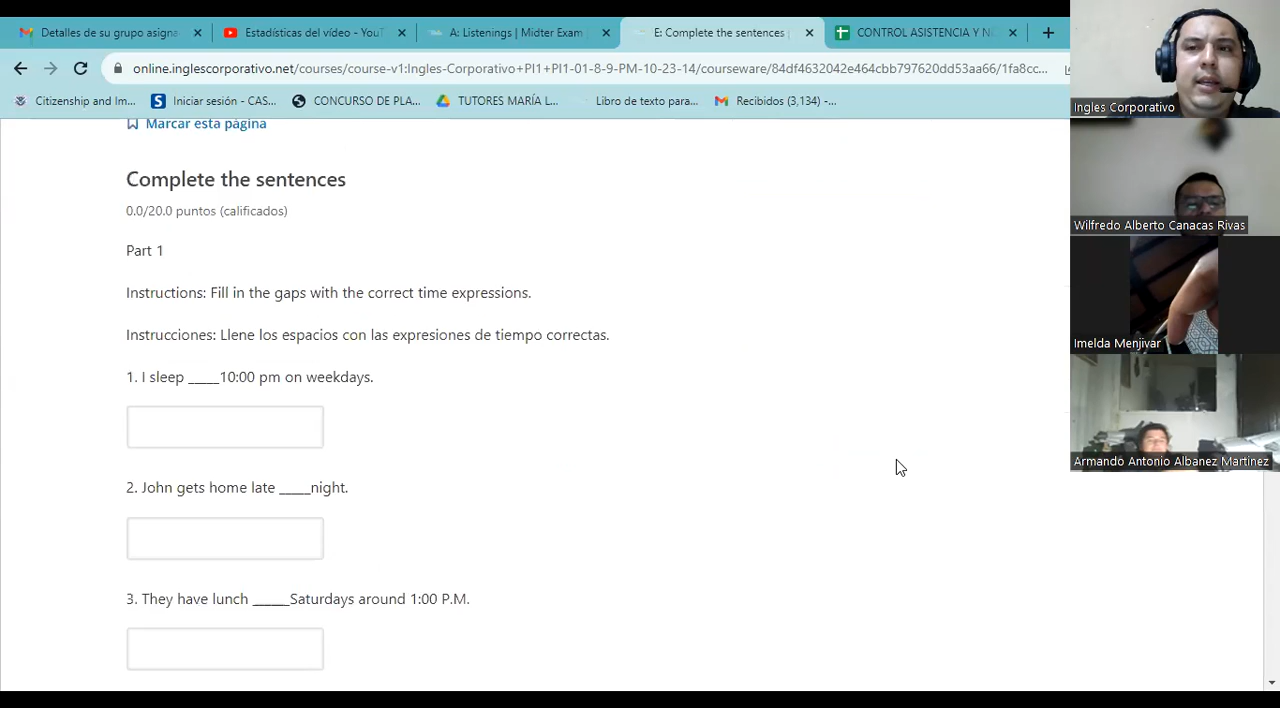 Detalles de su grupo asigna
Estadísticas del vídeo - YouT
A: Listenings | Midter Exam
E: Complete the sentences
CONTROL ASISTENCIA Y N
online.inglescorporativo.net/courses/course-v1:Ingles-Corporativo+PI1+PI1-01-8-9-PM-10-23-14/courseware/84df4632042e464cbb797620dd53aa66/1fa8cc...
Citizenship and Im...
Iniciar sesión - CAS...
CONCURSO DE PLA...
TUTORES MARÍA L...
Libro de texto para...
Recibidos (3,134) -...
Marcar esta página
Complete the sentences
0.0/20.0 puntos (calificados)
Part 1
Instructions: Fill in the gaps with the correct time expressions.
Instrucciones: Llene los espacios con las expresiones de tiempo correctas.
1. I sleep _____10:00 pm on weekdays.
2. John gets home late _____night.
3. They have lunch ______Saturdays around 1:00 P.M.
Ingles Corporativo
Wilfredo Alberto Canacas Rivas
Imelda Menjivar
Armando Antonio Albanez Martinez